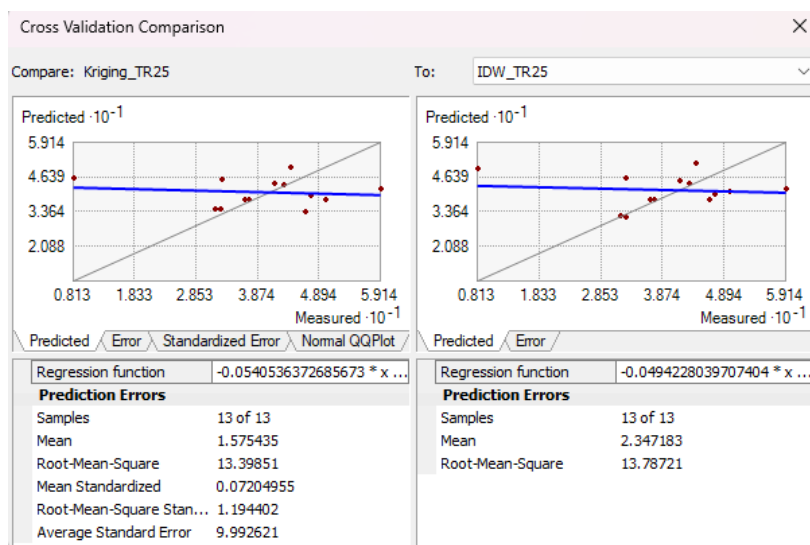 Cross Validation Comparison
Compare: Kriging_TR25
To: IDW_TR25
Predicted ·10⁻¹
5.914
4.639
3.364
2.088
0.813 1.833 2.853 3.874 4.894 5.914
Measured ·10⁻¹
Predicted Error Standardized Error Normal QQPlot
Regression function -0.0540536372685673 * x ...
Prediction Errors
Samples 13 of 13
Mean 1.575435
Root-Mean-Square 13.39851
Mean Standardized 0.07204955
Root-Mean-Square Stan... 1.194402
Average Standard Error 9.992621
Predicted ·10⁻¹
5.914
4.639
3.364
2.088
0.813 1.833 2.853 3.874 4.894 5.914
Measured ·10⁻¹
Predicted Error
Regression function -0.0494228039707404 * x ...
Prediction Errors
Samples 13 of 13
Mean 2.347183
Root-Mean-Square 13.78721